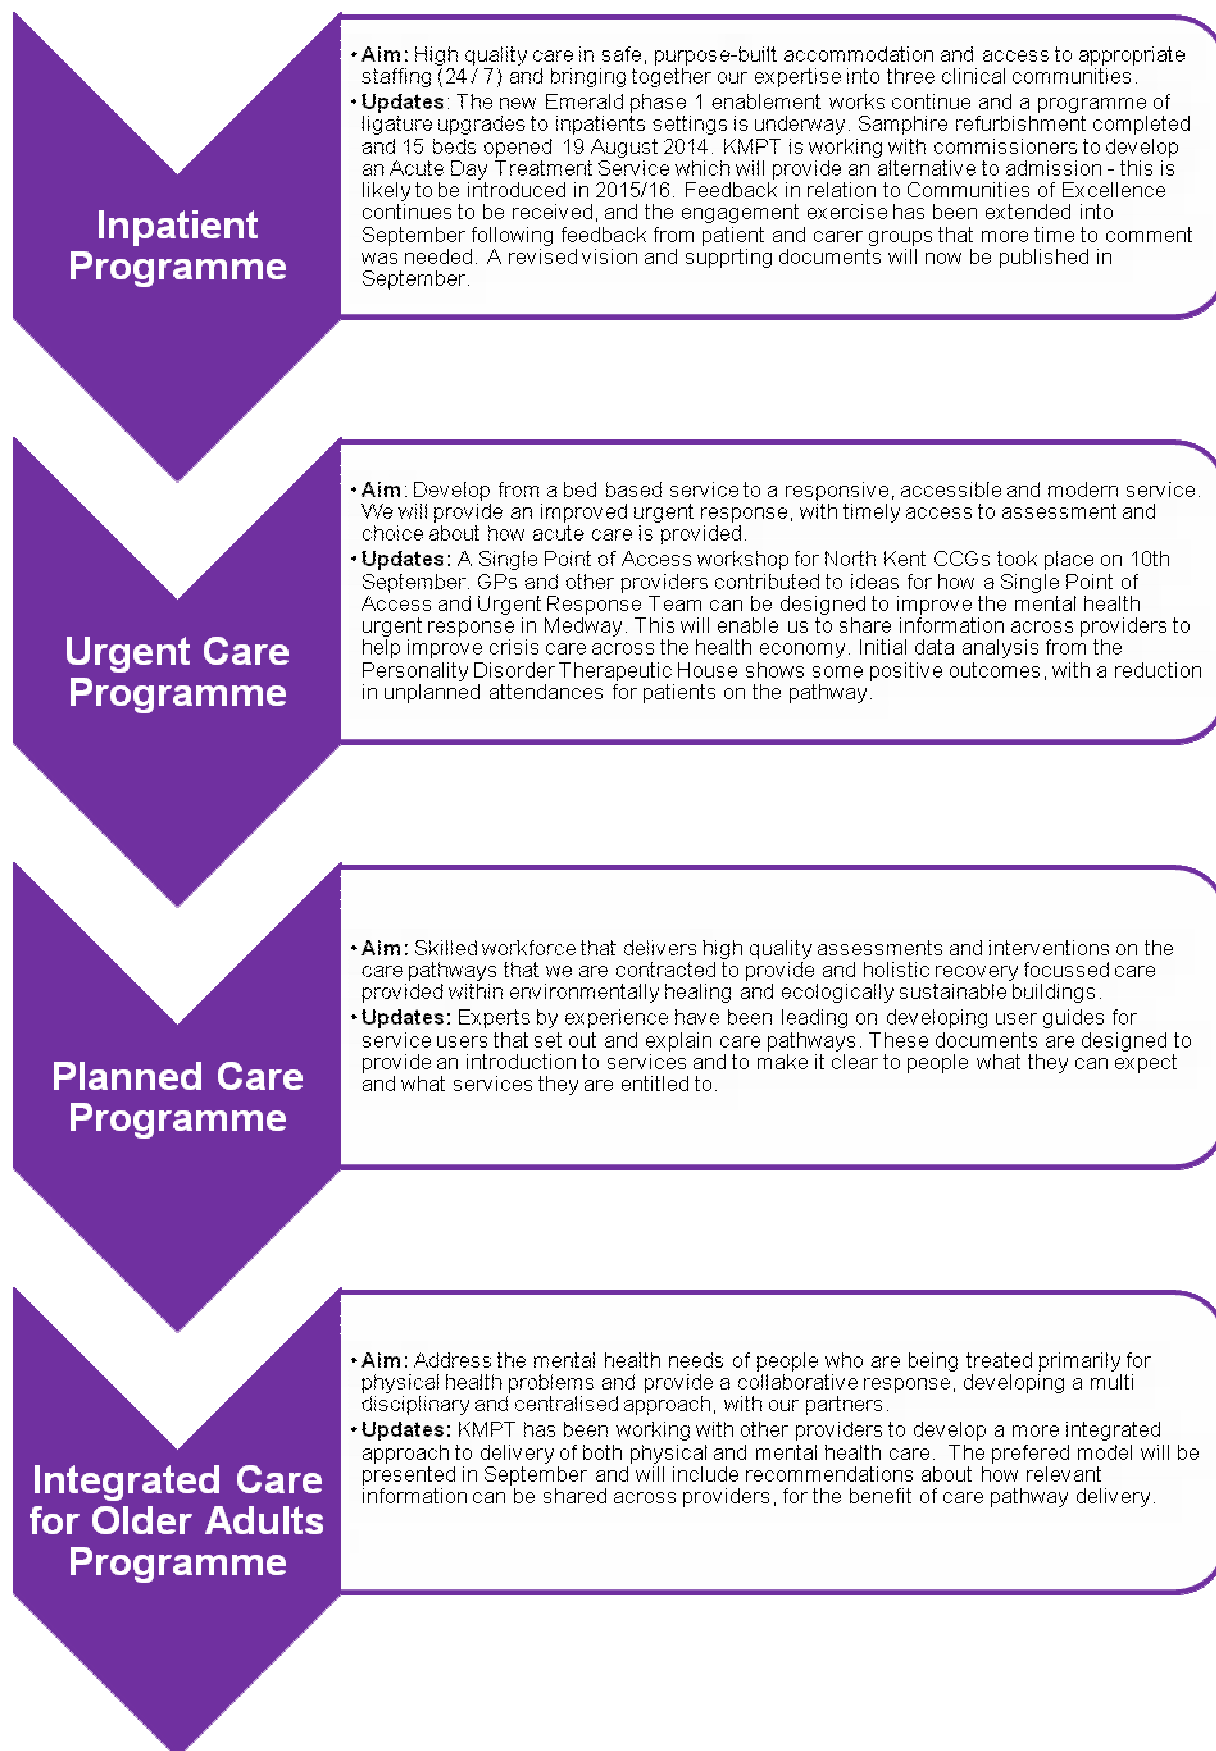 Inpatient
Programme
• Aim: High quality care in safe, purpose-built accommodation and access to appropriate
staffing (24 / 7) and bringing together our expertise into three clinical communities.
• Updates: The new Emerald phase 1 enablement works continue and a programme of
ligature upgrades to inpatients settings is underway. Samphire refurbishment completed
and 15 beds opened 19 August 2014. KMPT is working with commissioners to develop
an Acute Day Treatment Service which will provide an alternative to admission - this is
likely to be introduced in 2015/16. Feedback in relation to Communities of Excellence
continues to be received, and the engagement exercise has been extended into
September following feedback from patient and carer groups that more time to comment
was needed. A revised vision and supprting documents will now be published in
September.
Urgent Care
Programme
• Aim: Develop from a bed based service to a responsive, accessible and modern service.
We will provide an improved urgent response, with timely access to assessment and
choice about how acute care is provided.
• Updates: A Single Point of Access workshop for North Kent CCGs took place on 10th
September. GPs and other providers contributed to ideas for how a Single Point of
Access and Urgent Response Team can be designed to improve the mental health
urgent response in Medway. This will enable us to share information across providers to
help improve crisis care across the health economy. Initial data analysis from the
Personality Disorder Therapeutic House shows some positive outcomes, with a reduction
in unplanned attendances for patients on the pathway.
Planned Care
Programme
• Aim: Skilled workforce that delivers high quality assessments and interventions on the
care pathways that we are contracted to provide and holistic recovery focussed care
provided within environmentally healing and ecologically sustainable buildings.
• Updates: Experts by experience have been leading on developing user guides for
service users that set out and explain care pathways. These documents are designed to
provide an introduction to services and to make it clear to people what they can expect
and what services they are entitled to.
Integrated Care
for Older Adults
Programme
• Aim: Address the mental health needs of people who are being treated primarily for
physical health problems and provide a collaborative response, developing a multi
disciplinary and centralised approach, with our partners.
• Updates: KMPT has been working with other providers to develop a more integrated
approach to delivery of both physical and mental health care. The prefered model will be
presented in September and will include recommendations about how relevant
information can be shared across providers, for the benefit of care pathway delivery.